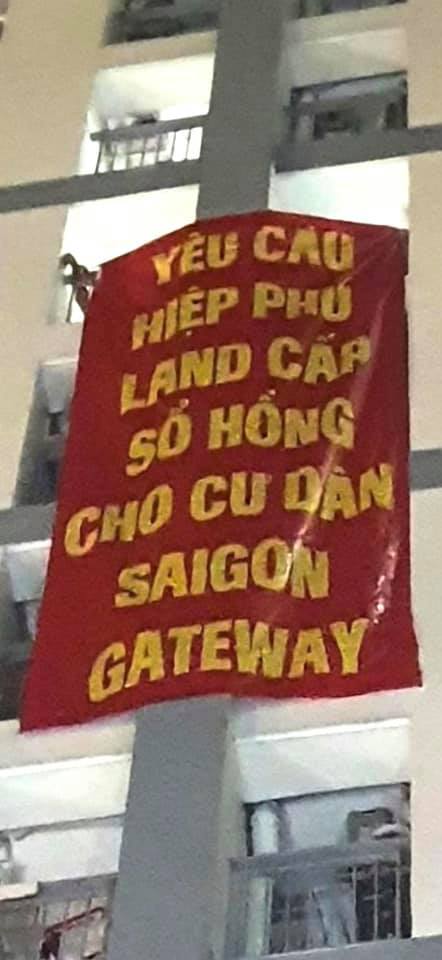 YÊU CẦU
HIỆP PHÚ
LAND CẤP
SỔ HỒNG
CHO CƯ DÂN
SAIGON
GATEWAY